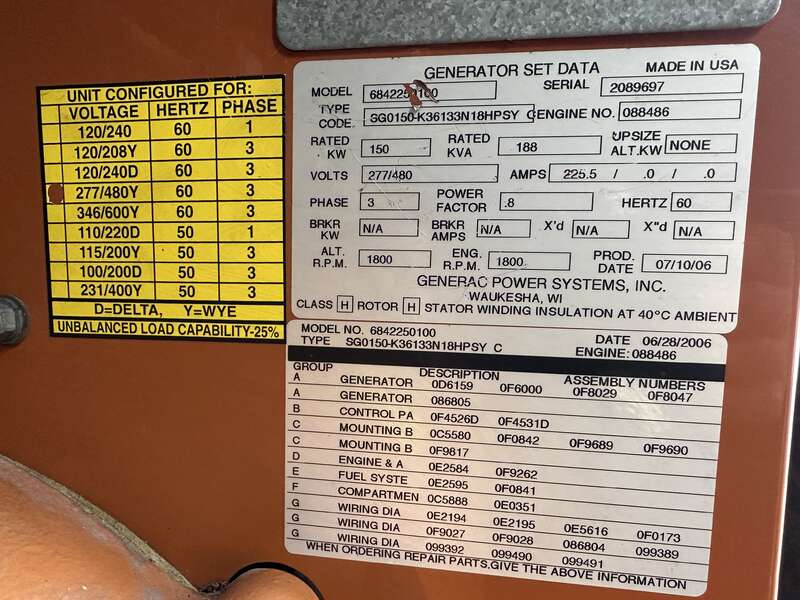 UNIT CONFIGURED FOR:
VOLTAGE HERTZ PHASE
120/240 60 1
120/208Y 60 3
120/240D 60 3
277/480Y 60 3
346/600Y 60 3
110/220D 50 1
115/200Y 50 3
100/200D 50 3
231/400Y 50 3
D=DELTA, Y=WYE
UNBALANCED LOAD CAPABILITY-25%
GENERATOR SET DATA MADE IN USA
MODEL 6842250100 SERIAL 2089697
TYPE CODE. SG0150-K36133N18HPSY C ENGINE NO. 088486
RATED KW 150 RATED KVA 188 UPSIZE ALT.KW NONE
VOLTS 277/480 AMPS 225.5 / .0 / .0
PHASE 3 POWER FACTOR .8 HERTZ 60
BRKR KW N/A BRKR AMPS N/A X'd N/A X"d N/A
ALT. R.P.M. 1800 ENG. R.P.M. 1800 PROD. DATE 07/10/06
GENERAC POWER SYSTEMS, INC.
WAUKESHA, WI
CLASS H ROTOR H STATOR WINDING INSULATION AT 40°C AMBIENT
MODEL NO. 6842250100 DATE 06/28/2006
TYPE SG0150-K36133N18HPSY C ENGINE: 088486
GROUP DESCRIPTION ASSEMBLY NUMBERS
A GENERATOR 0D6159 0F6000 0F8029 0F8047
A GENERATOR 086805
B CONTROL PA 0F4526D 0F4531D
C MOUNTING B 0C5580 0F0842 0F9689 0F9690
C MOUNTING B 0F9817
D ENGINE & A 0E2584 0F9262
E FUEL SYSTE 0E2595 0F0841
F COMPARTMEN 0C5888 0E0351
G WIRING DIA 0E2194 0E2195 0E5616 0F0173
G WIRING DIA 0F9027 0F9028 086804 099389
G WIRING DIA 099392 099490 099491
WHEN ORDERING REPAIR PARTS,GIVE THE ABOVE INFORMATION